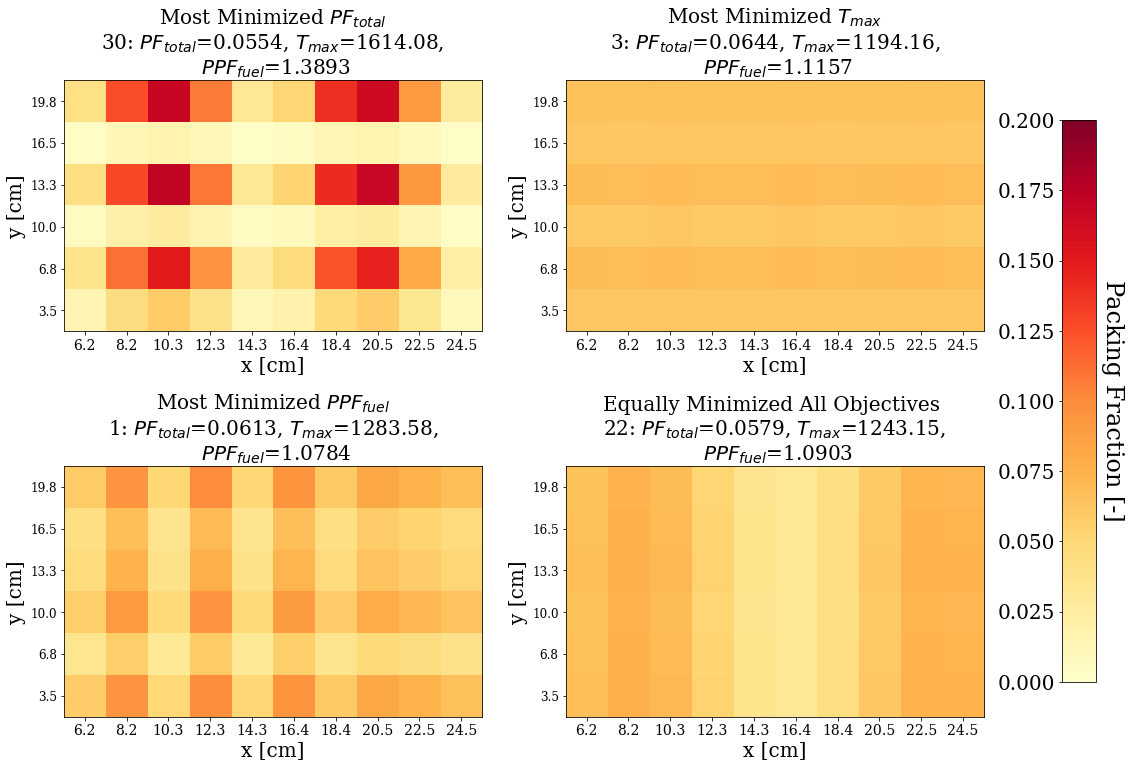 Most Minimized PF_total
30: PF_total=0.0554, T_max=1614.08,
PPF_fuel=1.3893
19.8
16.5
13.3
10.0
6.8
3.5
y [cm]
6.2 8.2 10.3 12.3 14.3 16.4 18.4 20.5 22.5 24.5
x [cm]
Most Minimized T_max
3: PF_total=0.0644, T_max=1194.16,
PPF_fuel=1.1157
19.8
16.5
13.3
10.0
6.8
3.5
y [cm]
6.2 8.2 10.3 12.3 14.3 16.4 18.4 20.5 22.5 24.5
x [cm]
Most Minimized PPF_fuel
1: PF_total=0.0613, T_max=1283.58,
PPF_fuel=1.0784
19.8
16.5
13.3
10.0
6.8
3.5
y [cm]
6.2 8.2 10.3 12.3 14.3 16.4 18.4 20.5 22.5 24.5
x [cm]
Equally Minimized All Objectives
22: PF_total=0.0579, T_max=1243.15,
PPF_fuel=1.0903
19.8
16.5
13.3
10.0
6.8
3.5
y [cm]
6.2 8.2 10.3 12.3 14.3 16.4 18.4 20.5 22.5 24.5
x [cm]
0.200
0.175
0.150
0.125
0.100
0.075
0.050
0.025
0.000
Packing Fraction [-]